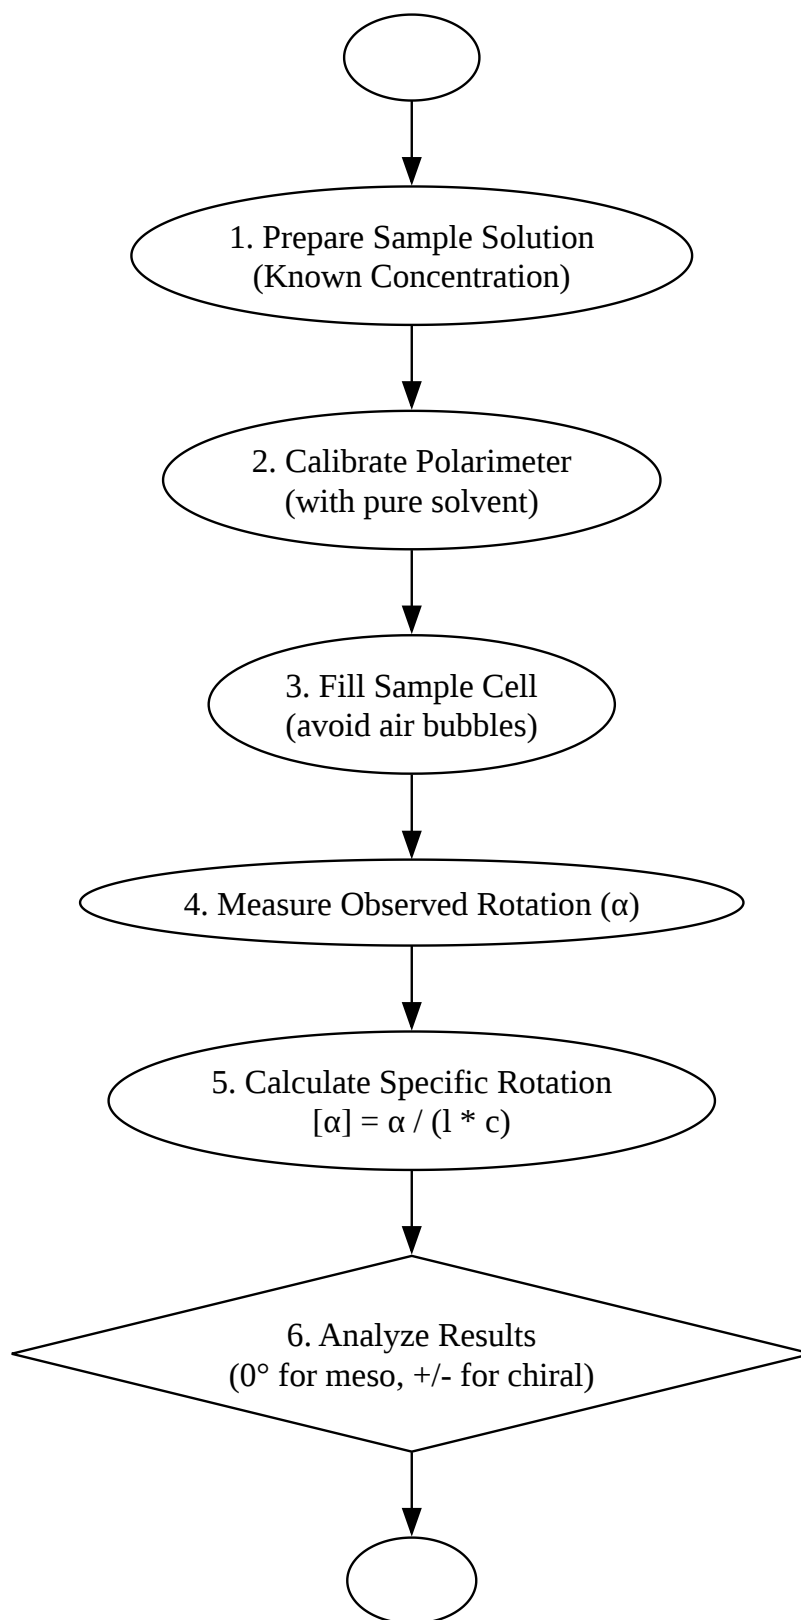 1. Prepare Sample Solution
(Known Concentration)
2. Calibrate Polarimeter
(with pure solvent)
3. Fill Sample Cell
(avoid air bubbles)
4. Measure Observed Rotation (α)
5. Calculate Specific Rotation
[α] = α / (l * c)
6. Analyze Results
(0° for meso, +/- for chiral)